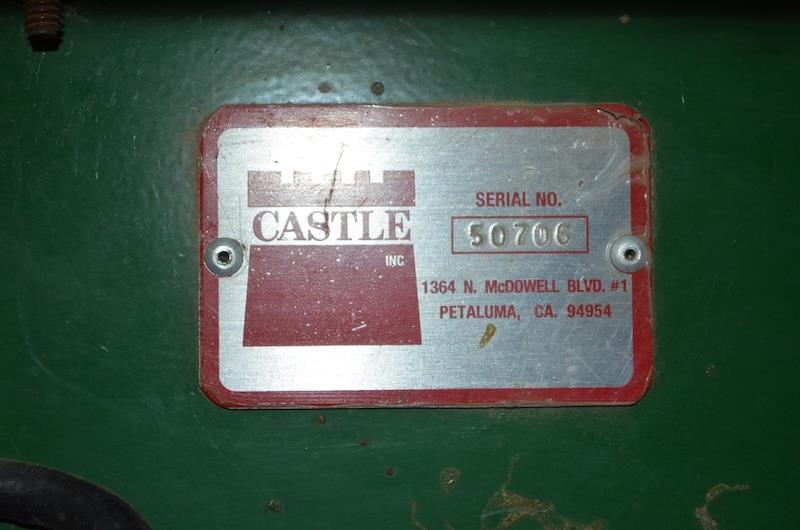 CASTLE
INC
SERIAL NO.
50706
1364 N. McDOWELL BLVD. #1
PETALUMA, CA. 94954